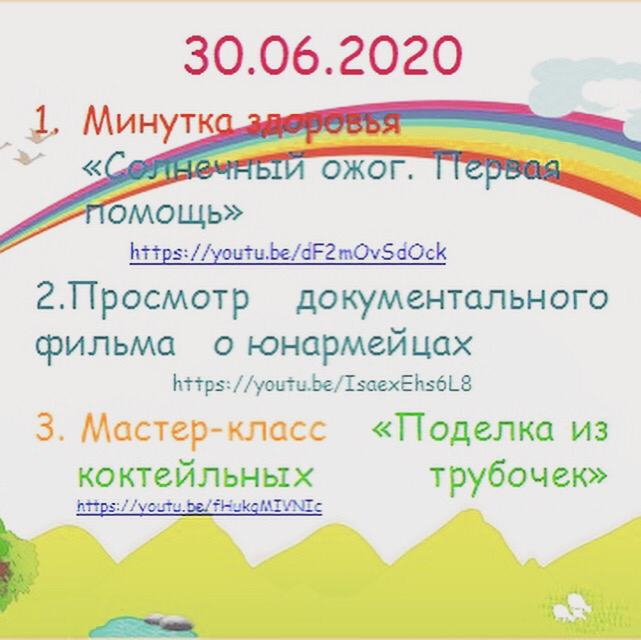 30.06.2020
1. Минутка здоровья
«Солнечный ожог. Первая
помощь»
https://youtu.be/dF2mOvSdOck
2.Просмотр документального
фильма о юнармейцах
https://youtu.be/IsaexEhs6L8
3. Мастер-класс «Поделка из
коктейльных трубочек»
https://youtu.be/fHukqMIVNIc